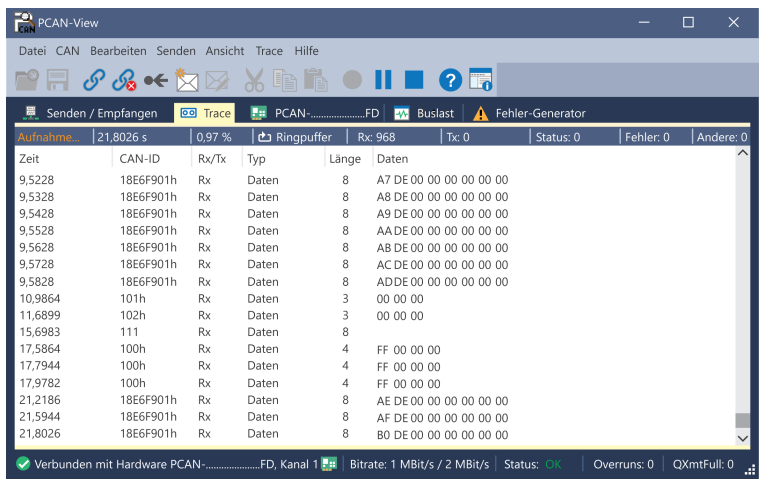 PCAN-View
Datei CAN Bearbeiten Senden Ansicht Trace Hilfe
Senden / Empfangen Trace PCAN-.....................FD Buslast Fehler-Generator
Aufnahme... 21,8026 s 0,97 % Ringpuffer Rx: 968 Tx: 0 Status: 0 Fehler: 0 Andere: 0
Zeit CAN-ID Rx/Tx Typ Länge Daten
9,5228 18E6F901h Rx Daten 8 A7 DE 00 00 00 00 00 00
9,5328 18E6F901h Rx Daten 8 A8 DE 00 00 00 00 00 00
9,5428 18E6F901h Rx Daten 8 A9 DE 00 00 00 00 00 00
9,5528 18E6F901h Rx Daten 8 AA DE 00 00 00 00 00 00
9,5628 18E6F901h Rx Daten 8 AB DE 00 00 00 00 00 00
9,5728 18E6F901h Rx Daten 8 AC DE 00 00 00 00 00 00
9,5828 18E6F901h Rx Daten 8 AD DE 00 00 00 00 00 00
10,9864 101h Rx Daten 3 00 00 00
11,6899 102h Rx Daten 3 00 00 00
15,6983 111 Rx Daten 8
17,5864 100h Rx Daten 4 FF 00 00 00
17,7944 100h Rx Daten 4 FF 00 00 00
17,9782 100h Rx Daten 4 FF 00 00 00
21,2186 18E6F901h Rx Daten 8 AE DE 00 00 00 00 00 00
21,5944 18E6F901h Rx Daten 8 AF DE 00 00 00 00 00 00
21,8026 18E6F901h Rx Daten 8 B0 DE 00 00 00 00 00 00
Verbunden mit Hardware PCAN-.....................FD, Kanal 1 Bitrate: 1 MBit/s / 2 MBit/s Status: OK Overruns: 0 QXmtFull: 0